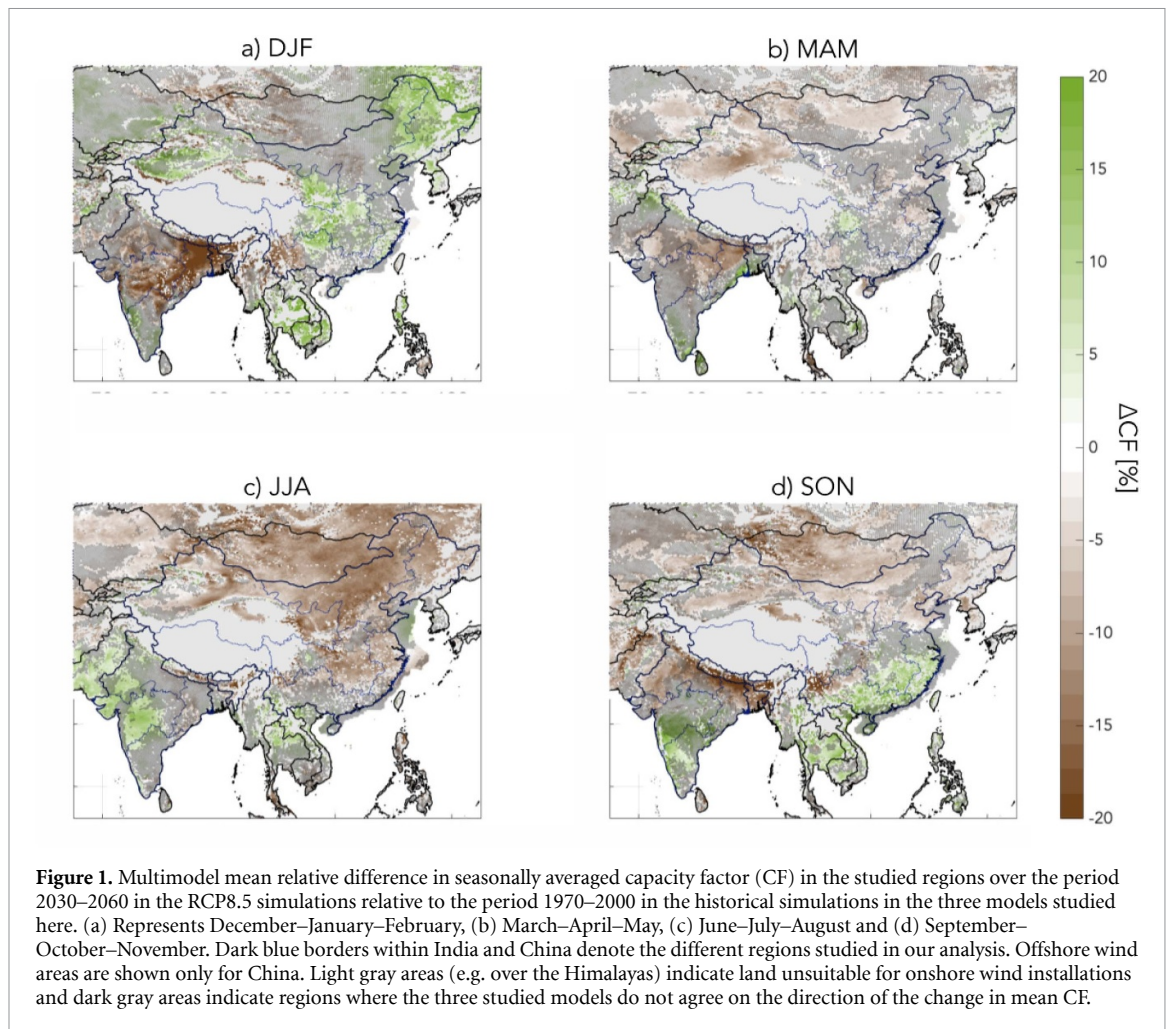 a) DJF
b) MAM
20
15
10
5
0
-5
-10
-15
-20
ΔCF [%]
c) JJA
d) SON
Figure 1. Multimodel mean relative difference in seasonally averaged capacity factor (CF) in the studied regions over the period
2030–2060 in the RCP8.5 simulations relative to the period 1970–2000 in the historical simulations in the three models studied
here. (a) Represents December–January–February, (b) March–April–May, (c) June–July–August and (d) September–
October–November. Dark blue borders within India and China denote the different regions studied in our analysis. Offshore wind
areas are shown only for China. Light gray areas (e.g. over the Himalayas) indicate land unsuitable for onshore wind installations
and dark gray areas indicate regions where the three studied models do not agree on the direction of the change in mean CF.